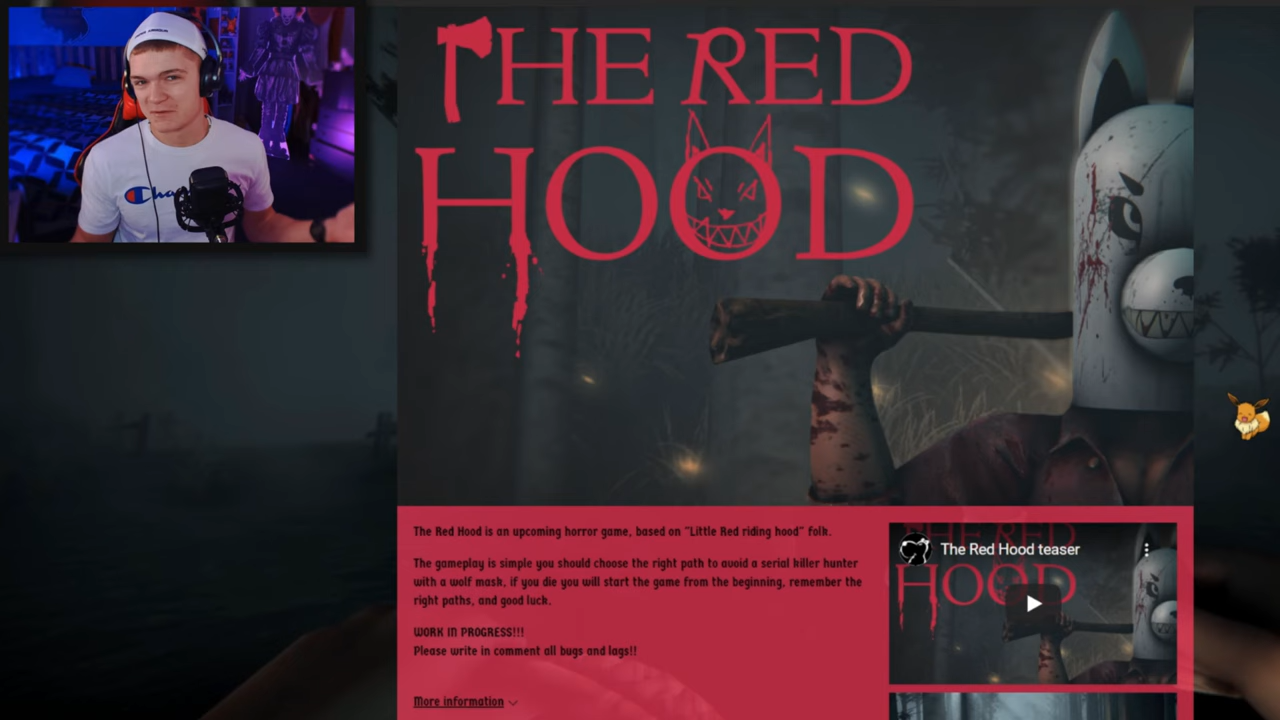 THE RED
HOOD
The Red Hood is an upcoming horror game, based on "Little Red riding hood" folk.
The gameplay is simple you should choose the right path to avoid a serial killer hunter
with a wolf mask, if you die you will start the game from the beginning, remember the
right paths, and good luck.
WORK IN PROGRESS!!!
Please write in comment all bugs and lags!!
More information
The Red Hood teaser
THE RED
HOOD